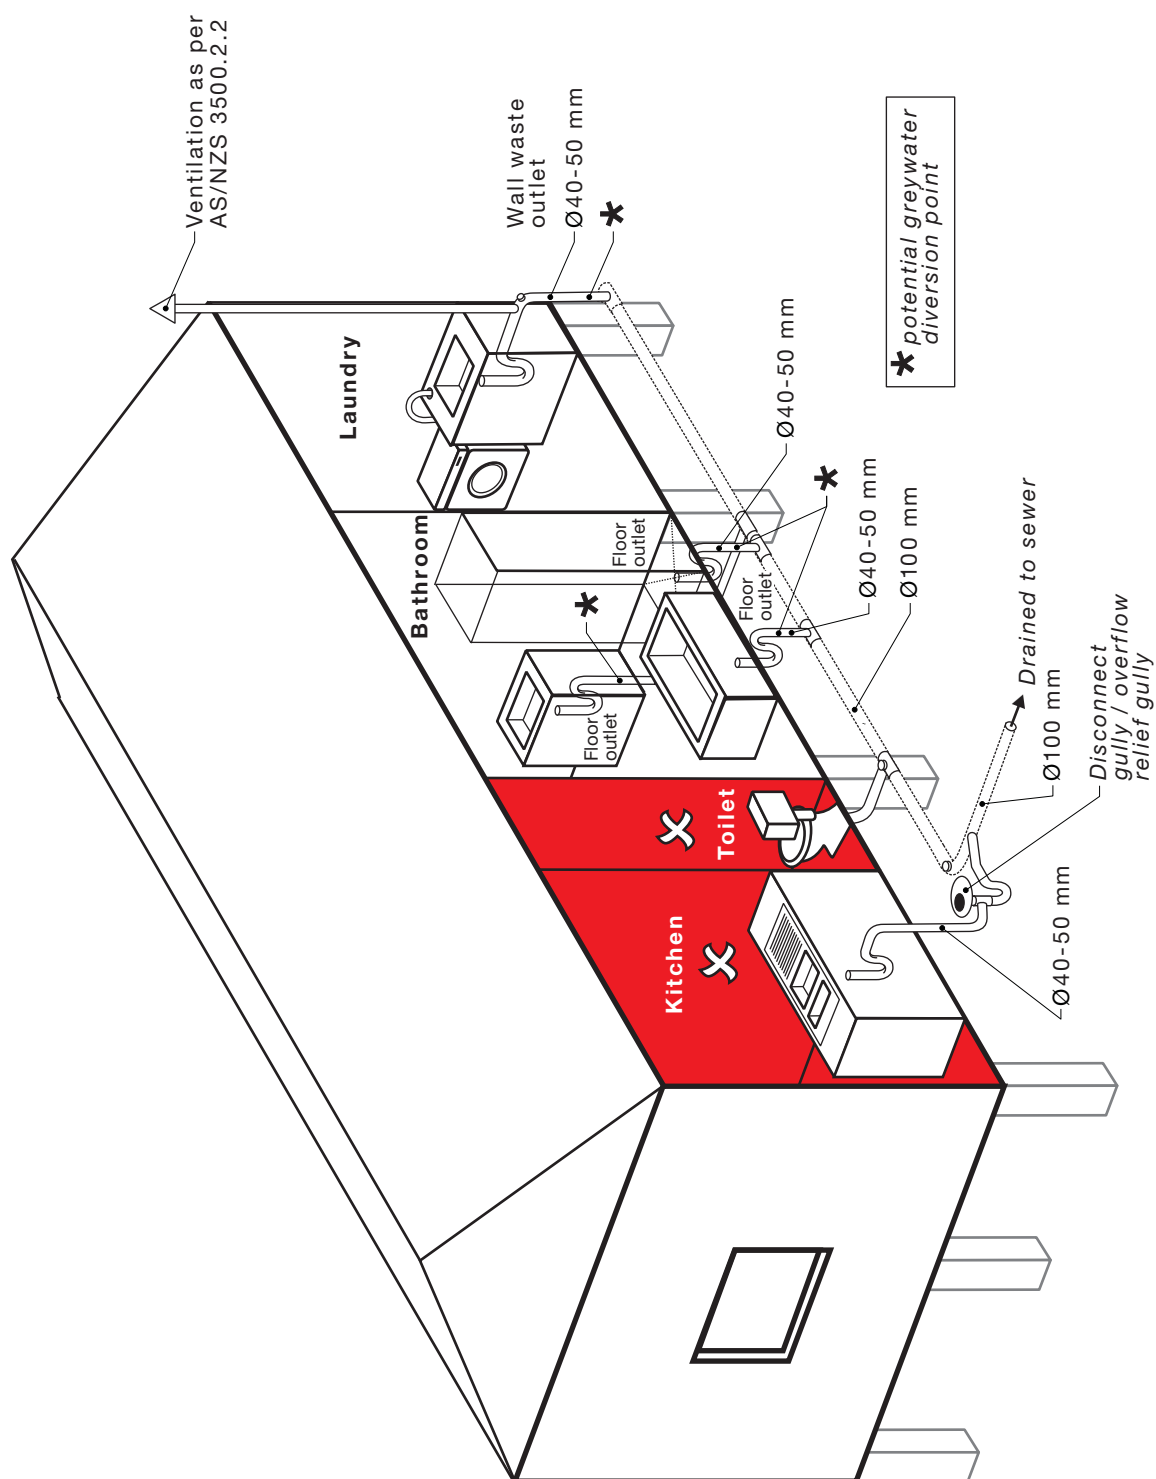 Ventilation as per
AS/NZS 3500.2.2
Wall waste
outlet
Ø40-50 mm
*
Laundry
Bathroom
Toilet
Kitchen
Floor
outlet
*
Floor
outlet
Floor
outlet
Ø40-50 mm
*
Ø40-50 mm
Ø100 mm
Drained to sewer
Ø100 mm
Disconnect
gully / overflow
relief gully
Ø40-50 mm
* potential greywater
diversion point